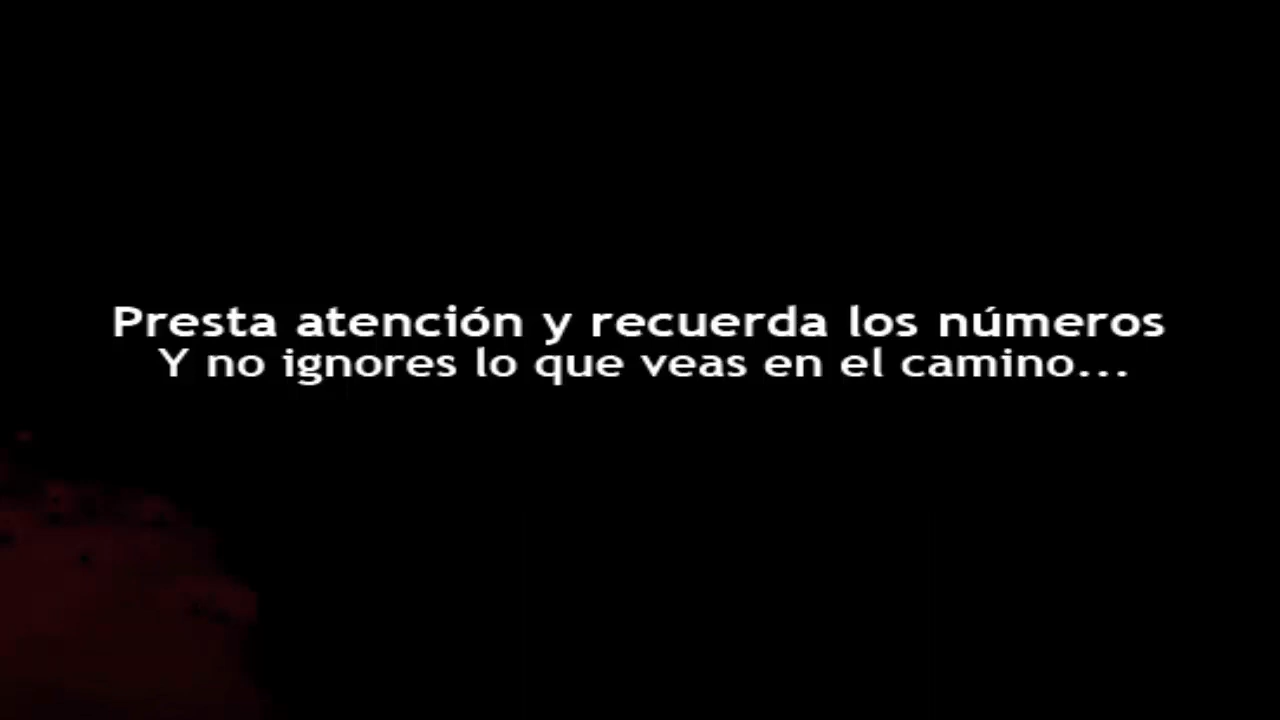 Presta atención y recuerda los números
Y no ignores lo que veas en el camino...